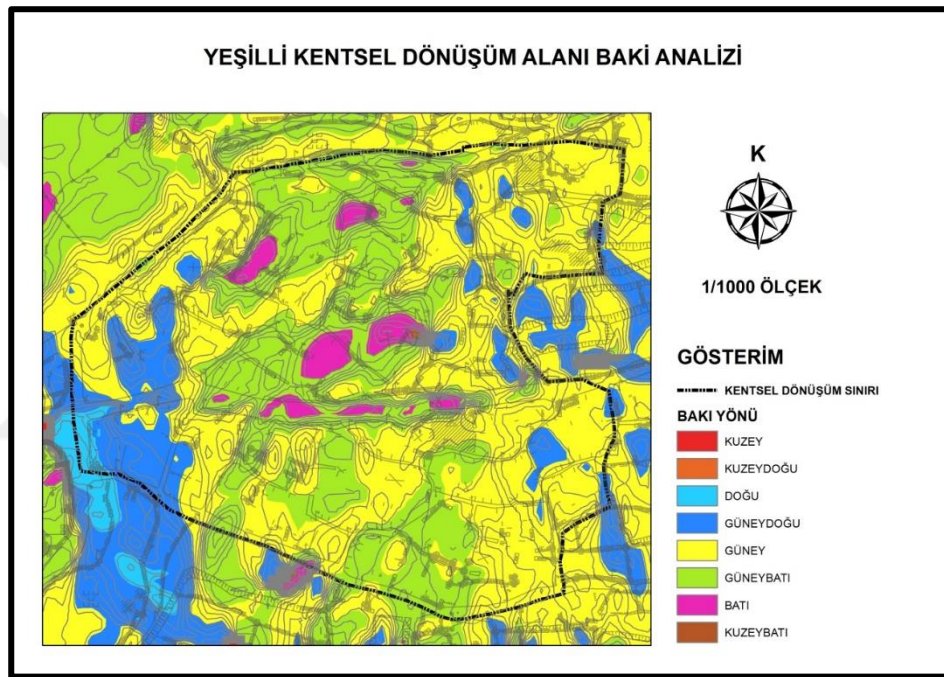 YEŞİLLİ KENTSEL DÖNÜŞÜM ALANI BAKİ ANALİZİ
K
1/1000 ÖLÇEK
GÖSTERİM
KENTSEL DÖNÜŞÜM SINIRI
BAKI YÖNÜ
KUZEY
KUZEYDOĞU
DOĞU
GÜNEYDOĞU
GÜNEY
GÜNEYBATI
BATI
KUZEYBATI